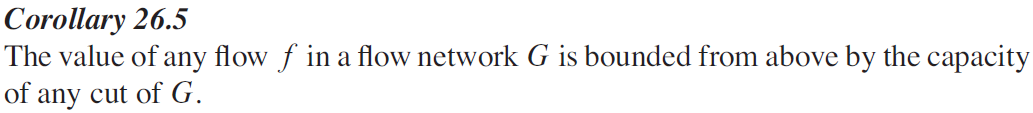 Corollary 26.5
The value of any flow f in a flow network G is bounded from above by the capacity
of any cut of G.